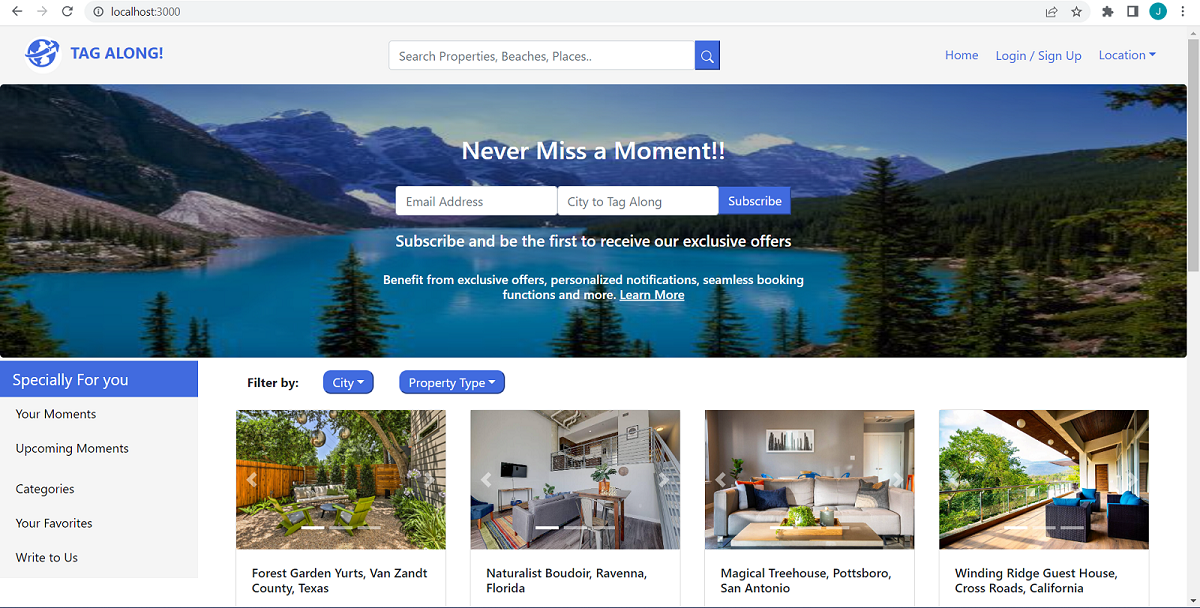 localhost:3000
J
TAG ALONG!
Search Properties, Beaches, Places..
Home
Login / Sign Up
Location
Never Miss a Moment!!
Email Address
City to Tag Along
Subscribe
Subscribe and be the first to receive our exclusive offers
Benefit from exclusive offers, personalized notifications, seamless booking
functions and more. Learn More
Specially For you
Your Moments
Upcoming Moments
Categories
Your Favorites
Write to Us
Filter by:
City
Property Type
Forest Garden Yurts, Van Zandt
County, Texas
Naturalist Boudoir, Ravenna,
Florida
Magical Treehouse, Pottsboro,
San Antonio
Winding Ridge Guest House,
Cross Roads, California